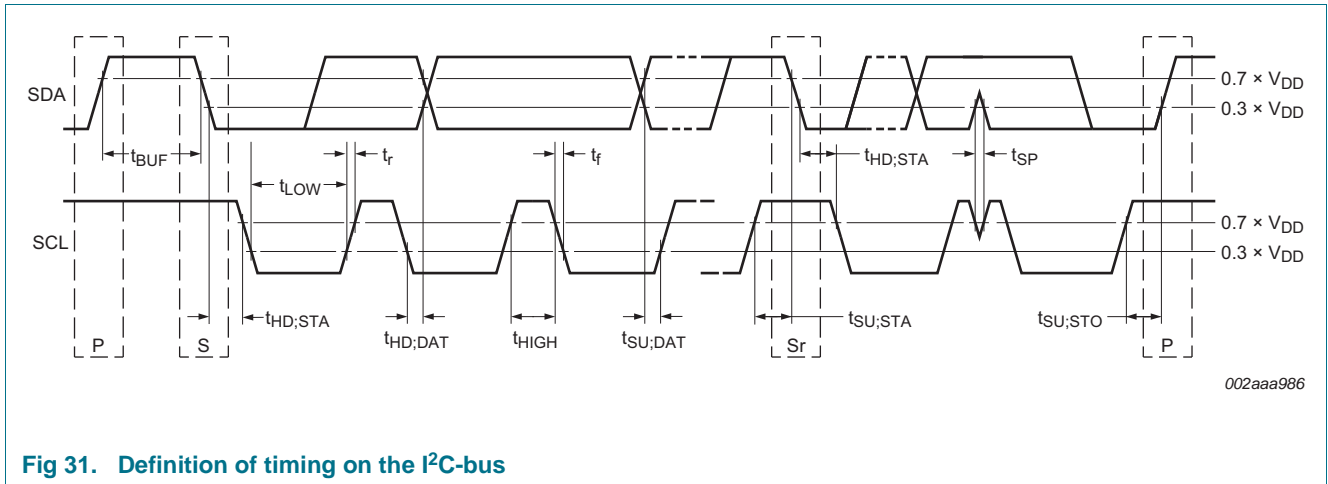 SDA
0.7 × VDD
0.3 × VDD
tBUF
tr
tf
tHD;STA
tSP
tLOW
SCL
0.7 × VDD
0.3 × VDD
tHD;STA
tHD;DAT
tHIGH
tSU;DAT
tSU;STA
tSU;STO
P
S
Sr
P
002aaa986
Fig 31. Definition of timing on the I²C-bus